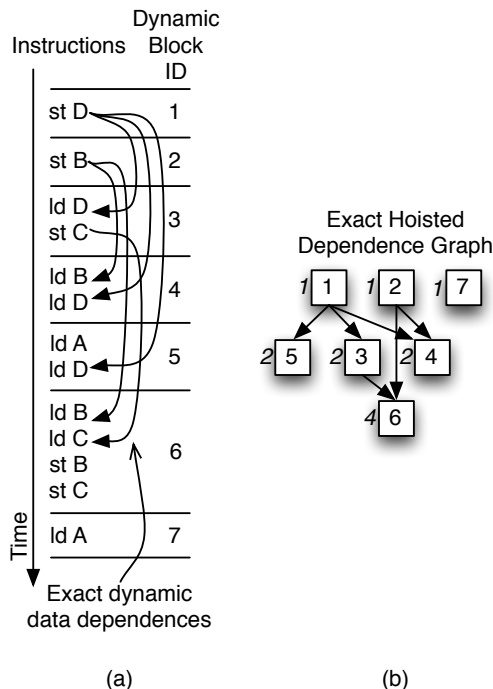 Instructions
Dynamic
Block
ID
st D
1
st B
2
ld D
st C
3
ld B
ld D
4
ld A
ld D
5
ld B
ld C
st B
st C
6
ld A
7
Time
Exact dynamic
data dependences
(a)
Exact Hoisted
Dependence Graph
1 1 1 2 1 7
2 5 2 3 2 4
4 6
(b)